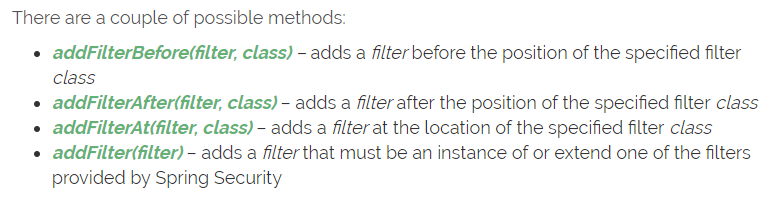 There are a couple of possible methods:
• addFilterBefore(filter, class) – adds a filter before the position of the specified filter
class
• addFilterAfter(filter, class) – adds a filter after the position of the specified filter class
• addFilterAt(filter, class) – adds a filter at the location of the specified filter class
• addFilter(filter) – adds a filter that must be an instance of or extend one of the filters
provided by Spring Security